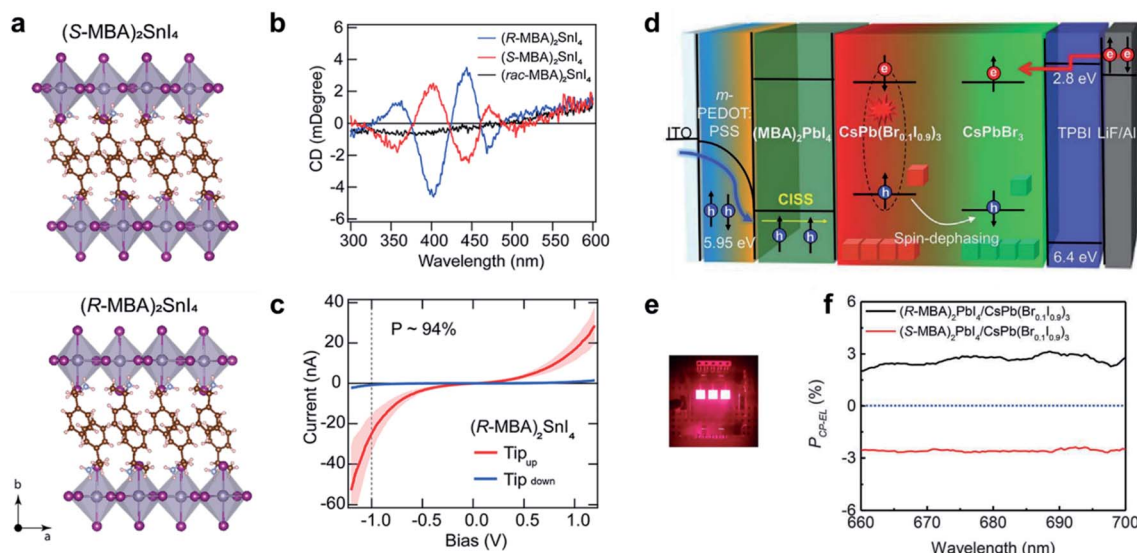 a
(S-MBA)₂SnI₄
(R-MBA)₂SnI₄
b
a
b
CD (mDegree)
6
4
2
0
-2
-4
-6
(R-MBA)₂SnI₄
(S-MBA)₂SnI₄
(rac-MBA)₂SnI₄
300 350 400 450 500 550 600
Wavelength (nm)
c
Current (nA)
40
20
0
-20
-40
-60
P ~ 94%
(R-MBA)₂SnI₄
Tip up
Tip down
-1.0 -0.5 0.0 0.5 1.0
Bias (V)
d
ITO
m-
PEDOT:
PSS
(MBA)₂PbI₄
CsPb(Br₀.₁I₀.₉)₃
CsPbBr₃
TPBI
LiF/Al
e
e
e
e
2.8 eV
h
h
5.95 eV
CISS
h
h
h
h
Spin-dephasing
6.4 eV
e
f
P CP-EL (%)
6
3
0
-3
-6
(R-MBA)₂PbI₄/CsPb(Br₀.₁I₀.₉)₃
(S-MBA)₂PbI₄/CsPb(Br₀.₁I₀.₉)₃
660 670 680 690 700
Wavelength (nm)